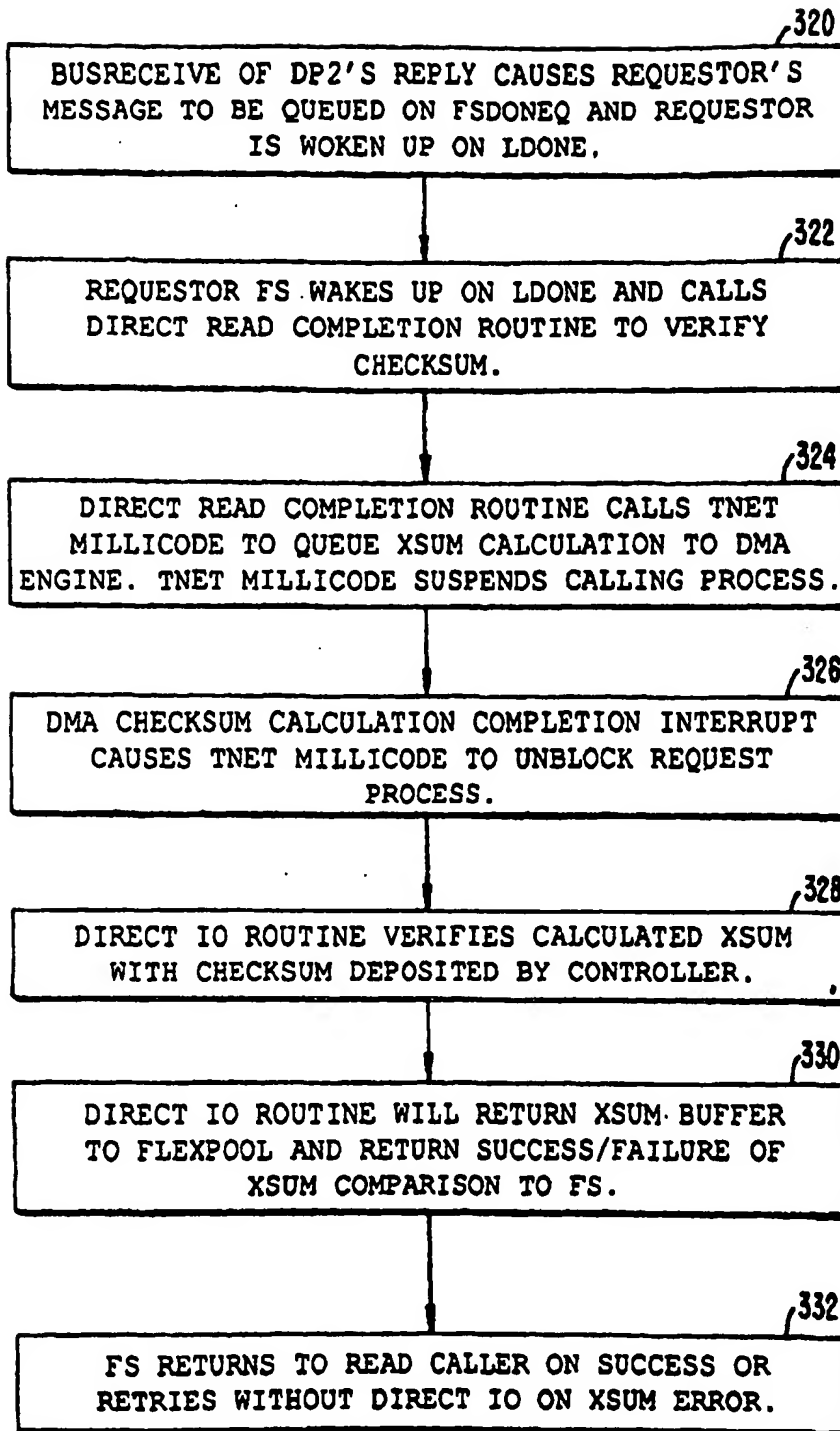 320
BUSRECEIVE OF DP2'S REPLY CAUSES REQUESTOR'S
MESSAGE TO BE QUEUED ON FSDONEQ AND REQUESTOR
IS WOKEN UP ON LDONE.
322
REQUESTOR FS WAKES UP ON LDONE AND CALLS
DIRECT READ COMPLETION ROUTINE TO VERIFY
CHECKSUM.
324
DIRECT READ COMPLETION ROUTINE CALLS TNET
MILLICODE TO QUEUE XSUM CALCULATION TO DMA
ENGINE. TNET MILLICODE SUSPENDS CALLING PROCESS.
326
DMA CHECKSUM CALCULATION COMPLETION INTERRUPT
CAUSES TNET MILLICODE TO UNBLOCK REQUEST
PROCESS.
328
DIRECT IO ROUTINE VERIFIES CALCULATED XSUM
WITH CHECKSUM DEPOSITED BY CONTROLLER.
330
DIRECT IO ROUTINE WILL RETURN XSUM BUFFER
TO FLEXPOOL AND RETURN SUCCESS/FAILURE OF
XSUM COMPARISON TO FS.
332
FS RETURNS TO READ CALLER ON SUCCESS OR
RETRIES WITHOUT DIRECT IO ON XSUM ERROR.